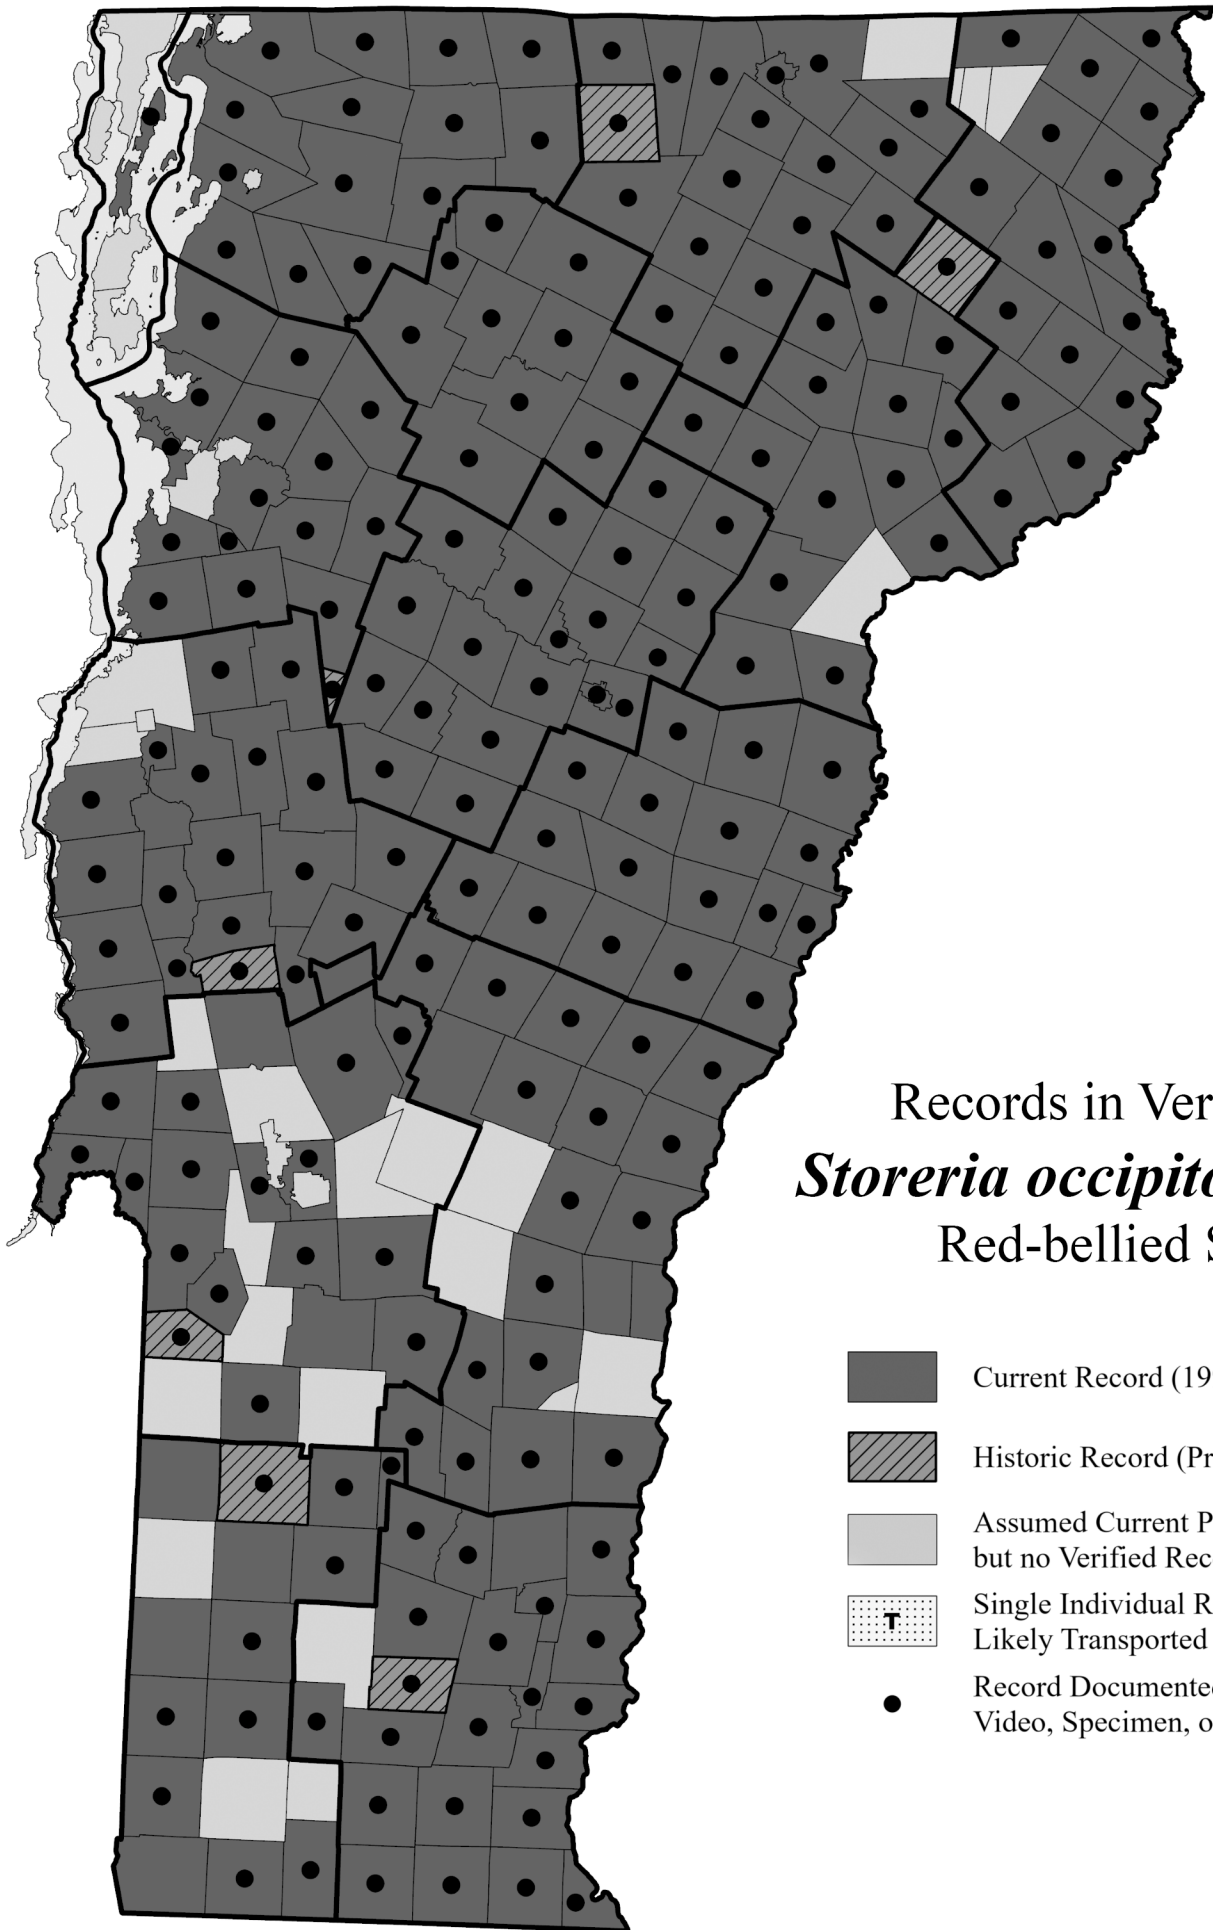 Records in Ver
Storeria occipito
Red-bellied S
Current Record (19
Historic Record (Pr
Assumed Current P
but no Verified Rec
Single Individual R
T
Likely Transported
Record Documented
Video, Specimen, o